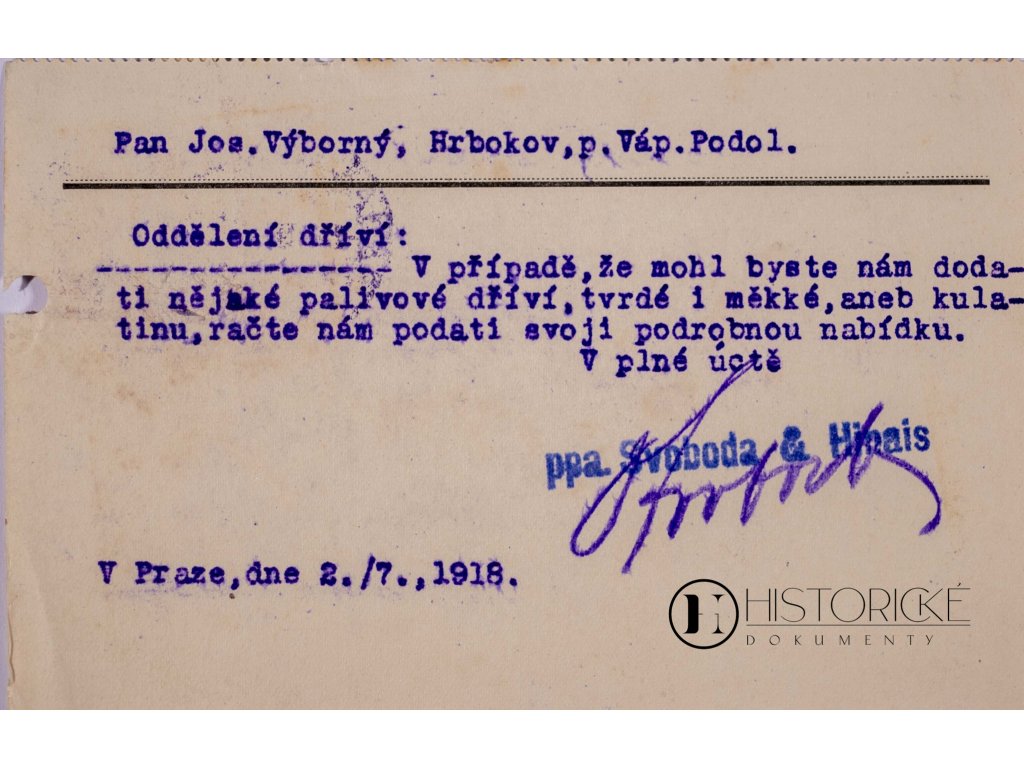 Pan Jos.Výborný, Hrbokov,p.Váp.Podol.
Oddělení dříví:
---------------- V případě,že mohl byste nám doda-
ti nějaké palivové dříví,tvrdé i měkké,aneb kula-
tinu,račte nám podati svoji podrobnou nabídku.
V plné úctě
ppa. Svoboda &
Svoboda
V Praze,dne 2./7.,1918.
HISTORICKÉ
DOKUMENTY